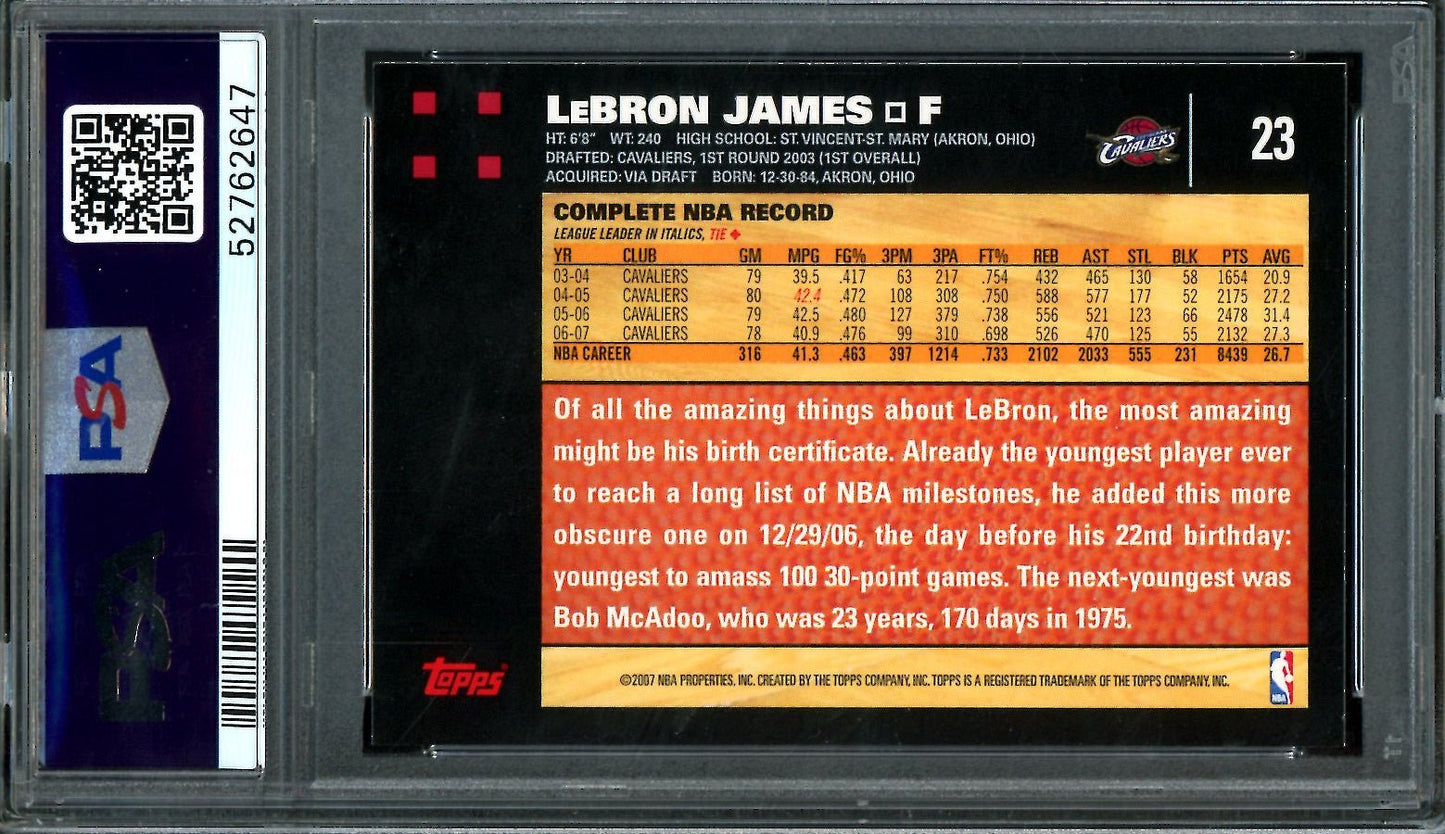 52762647
PSA
PSA
LeBRON JAMES □ F
HT: 6'8" WT: 240 HIGH SCHOOL: ST. VINCENT-ST. MARY (AKRON, OHIO)
DRAFTED: CAVALIERS, 1ST ROUND 2003 (1ST OVERALL)
ACQUIRED: VIA DRAFT BORN: 12-30-84, AKRON, OHIO
CAVALIERS
23
COMPLETE NBA RECORD
LEAGUE LEADER IN ITALICS, TIE ♦
YR CLUB GM MPG FG% 3PM 3PA FT% REB AST STL BLK PTS AVG
03-04 CAVALIERS 79 39.5 .417 63 217 .754 432 465 130 58 1654 20.9
04-05 CAVALIERS 80 42.4 .472 108 308 .750 588 577 177 52 2175 27.2
05-06 CAVALIERS 79 42.5 .480 127 379 .738 556 521 123 66 2478 31.4
06-07 CAVALIERS 78 40.9 .476 99 310 .698 526 470 125 55 2132 27.3
NBA CAREER 316 41.3 .463 397 1214 .733 2102 2033 555 231 8439 26.7
Of all the amazing things about LeBron, the most amazing
might be his birth certificate. Already the youngest player ever
to reach a long list of NBA milestones, he added this more
obscure one on 12/29/06, the day before his 22nd birthday:
youngest to amass 100 30-point games. The next-youngest was
Bob McAdoo, who was 23 years, 170 days in 1975.
Topps
©2007 NBA PROPERTIES, INC. CREATED BY THE TOPPS COMPANY, INC. TOPPS IS A REGISTERED TRADEMARK OF THE TOPPS COMPANY, INC.
NBA
PSA